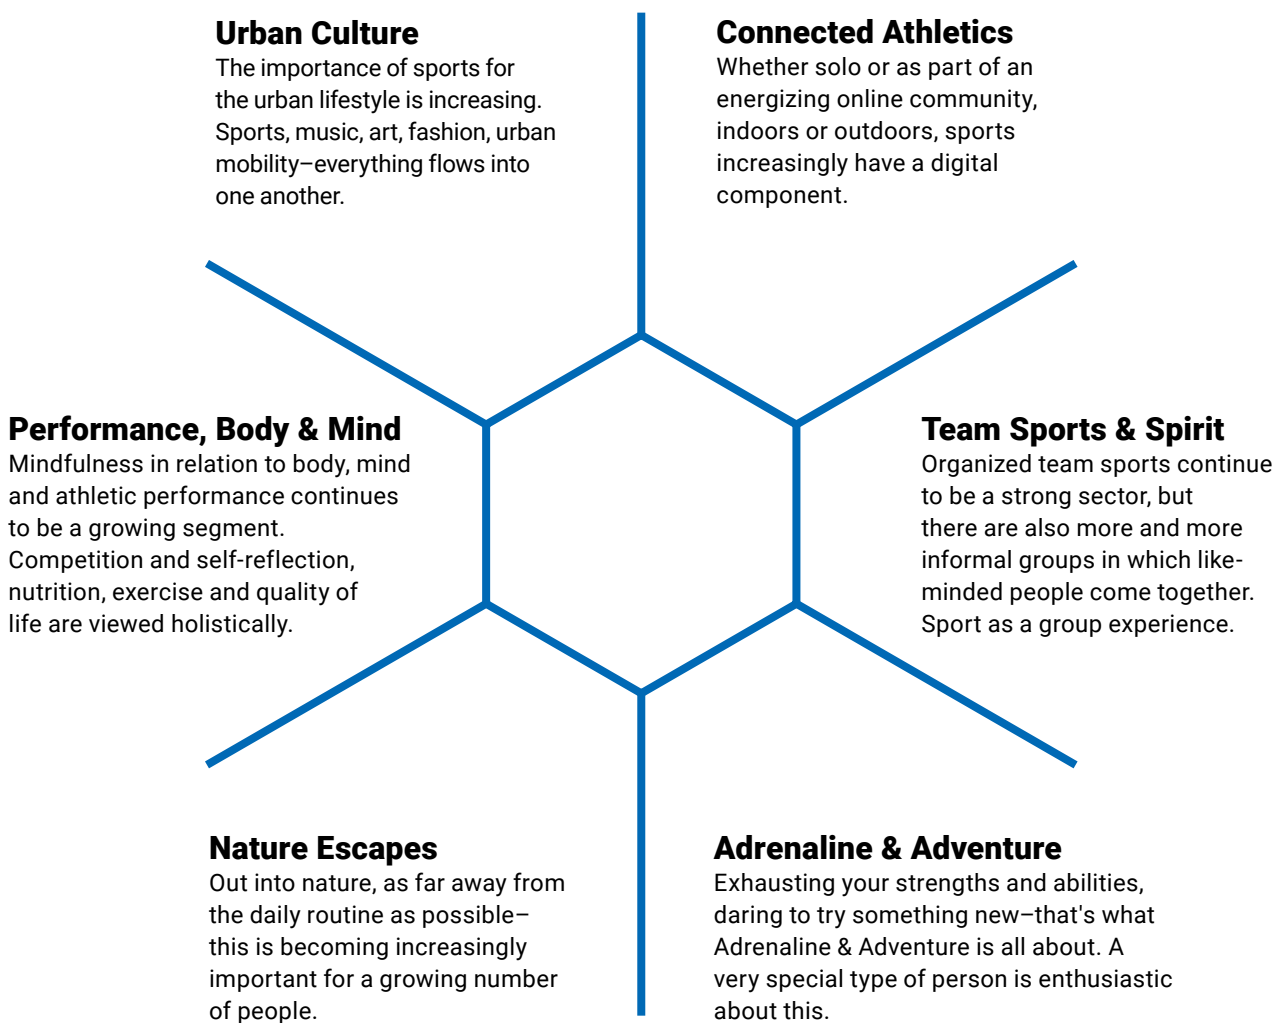 Urban Culture
The importance of sports for
the urban lifestyle is increasing.
Sports, music, art, fashion, urban
mobility–everything flows into
one another.
Connected Athletics
Whether solo or as part of an
energizing online community,
indoors or outdoors, sports
increasingly have a digital
component.
Performance, Body & Mind
Mindfulness in relation to body, mind
and athletic performance continues
to be a growing segment.
Competition and self-reflection,
nutrition, exercise and quality of
life are viewed holistically.
Team Sports & Spirit
Organized team sports continue
to be a strong sector, but
there are also more and more
informal groups in which like-
minded people come together.
Sport as a group experience.
Nature Escapes
Out into nature, as far away from
the daily routine as possible–
this is becoming increasingly
important for a growing number
of people.
Adrenaline & Adventure
Exhausting your strengths and abilities,
daring to try something new–that's what
Adrenaline & Adventure is all about. A
very special type of person is enthusiastic
about this.